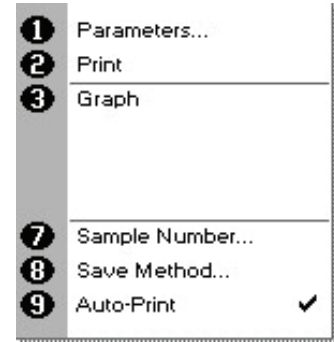 1 Parameters...
2 Print
3 Graph
7 Sample Number...
8 Save Method...
9 Auto-Print ✔